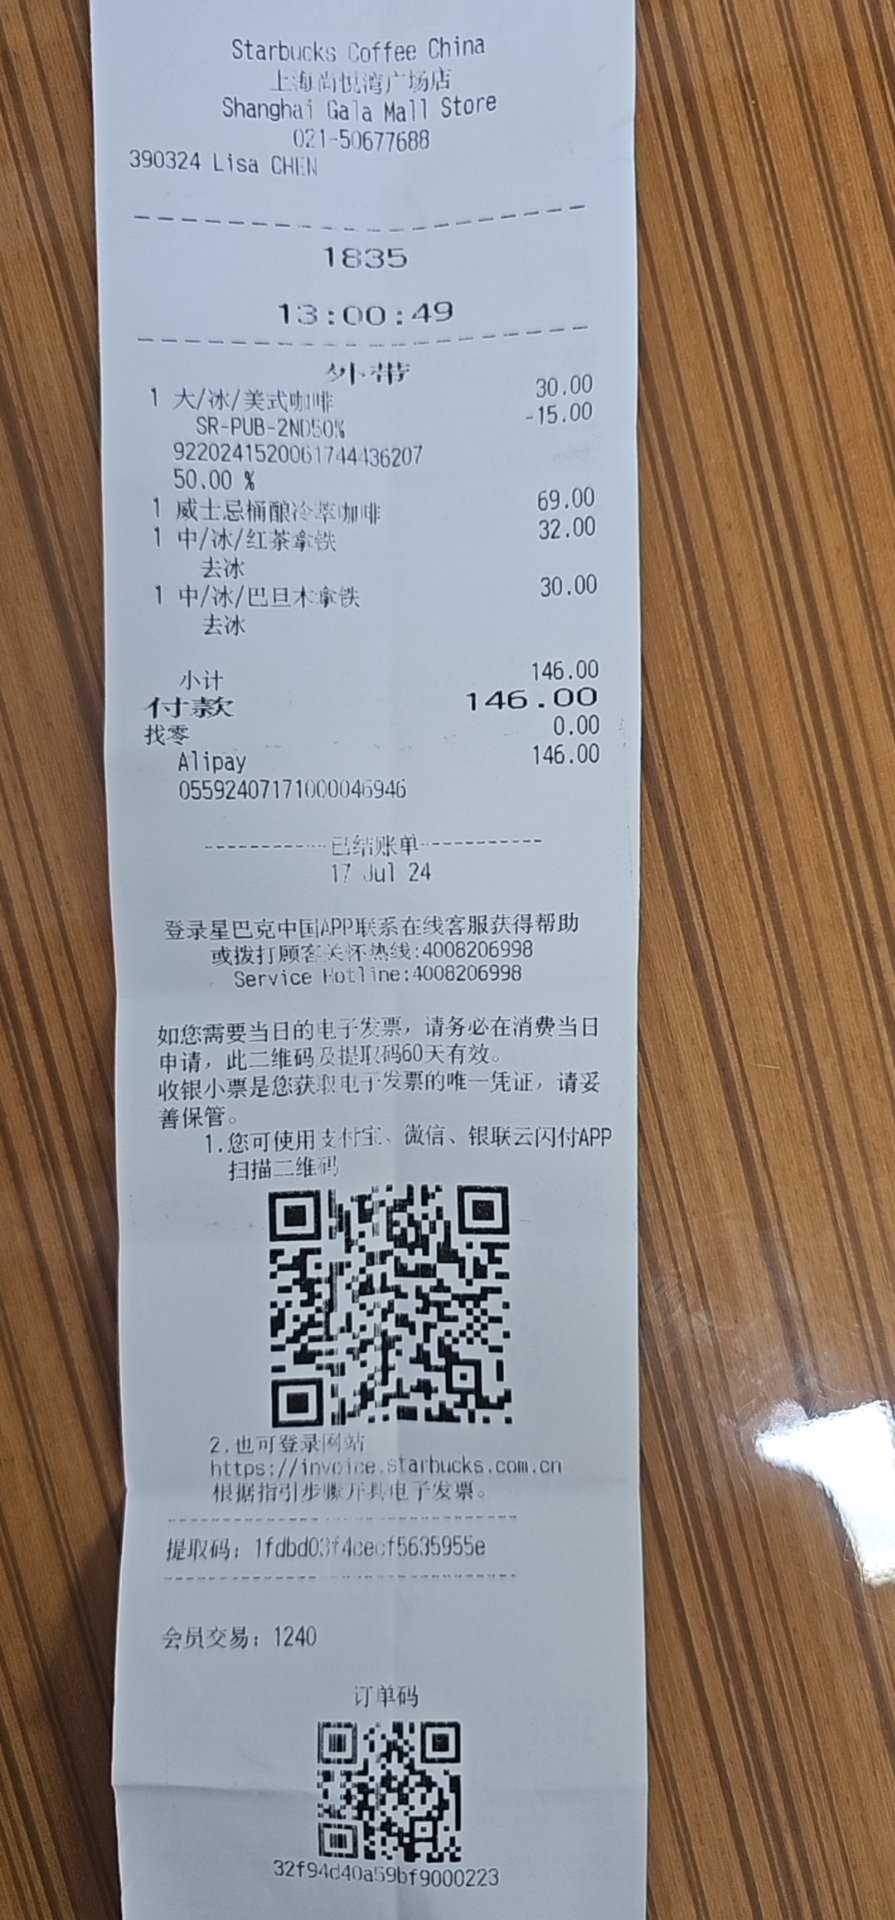 Starbucks Coffee China
上海尚悦湾广场店
Shanghai Gala Mall Store
021-50677688
390324 Lisa CHEN
1835
13:00:49
外带
1 大/冰/美式咖啡 30.00
SR-PUB-2ND50% -15.00
9220241520061744436207
50.00 %
1 威士忌桶酿冷萃咖啡 69.00
1 中/冰/红茶拿铁 32.00
去冰
1 中/冰/巴旦木拿铁 30.00
去冰
小计 146.00
付款 146.00
找零 0.00
Alipay 146.00
05592407171000046946
-----------已结账单-----------
17 Jul 24
登录星巴克中国APP联系在线客服获得帮助
或拨打顾客关怀热线:4008206998
Service Hotline:4008206998
如您需要当日的电子发票，请务必在消费当日
申请，此二维码及提取码60天有效。
收银小票是您获取电子发票的唯一凭证，请妥
善保管。
1.您可使用支付宝、微信、银联云闪付APP
扫描二维码
2.也可登录网站
https://invoice.starbucks.com.cn
根据指引步骤开具电子发票。
提取码: 1fdbd03f4cecf5635955e
会员交易: 1240
订单码
32f94d40a59bf9000223